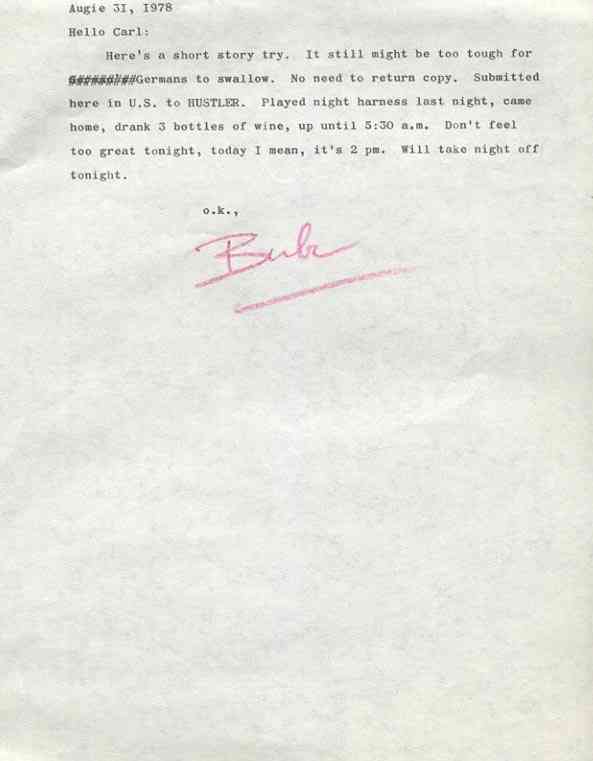 Augie 31, 1978
Hello Carl:
Here's a short story try. It still might be too tough for
Germans to swallow. No need to return copy. Submitted
here in U.S. to HUSTLER. Played night harness last night, came
home, drank 3 bottles of wine, up until 5:30 a.m. Don't feel
too great tonight, today I mean, it's 2 pm. Will take night off
tonight.
o.k.,
Buk